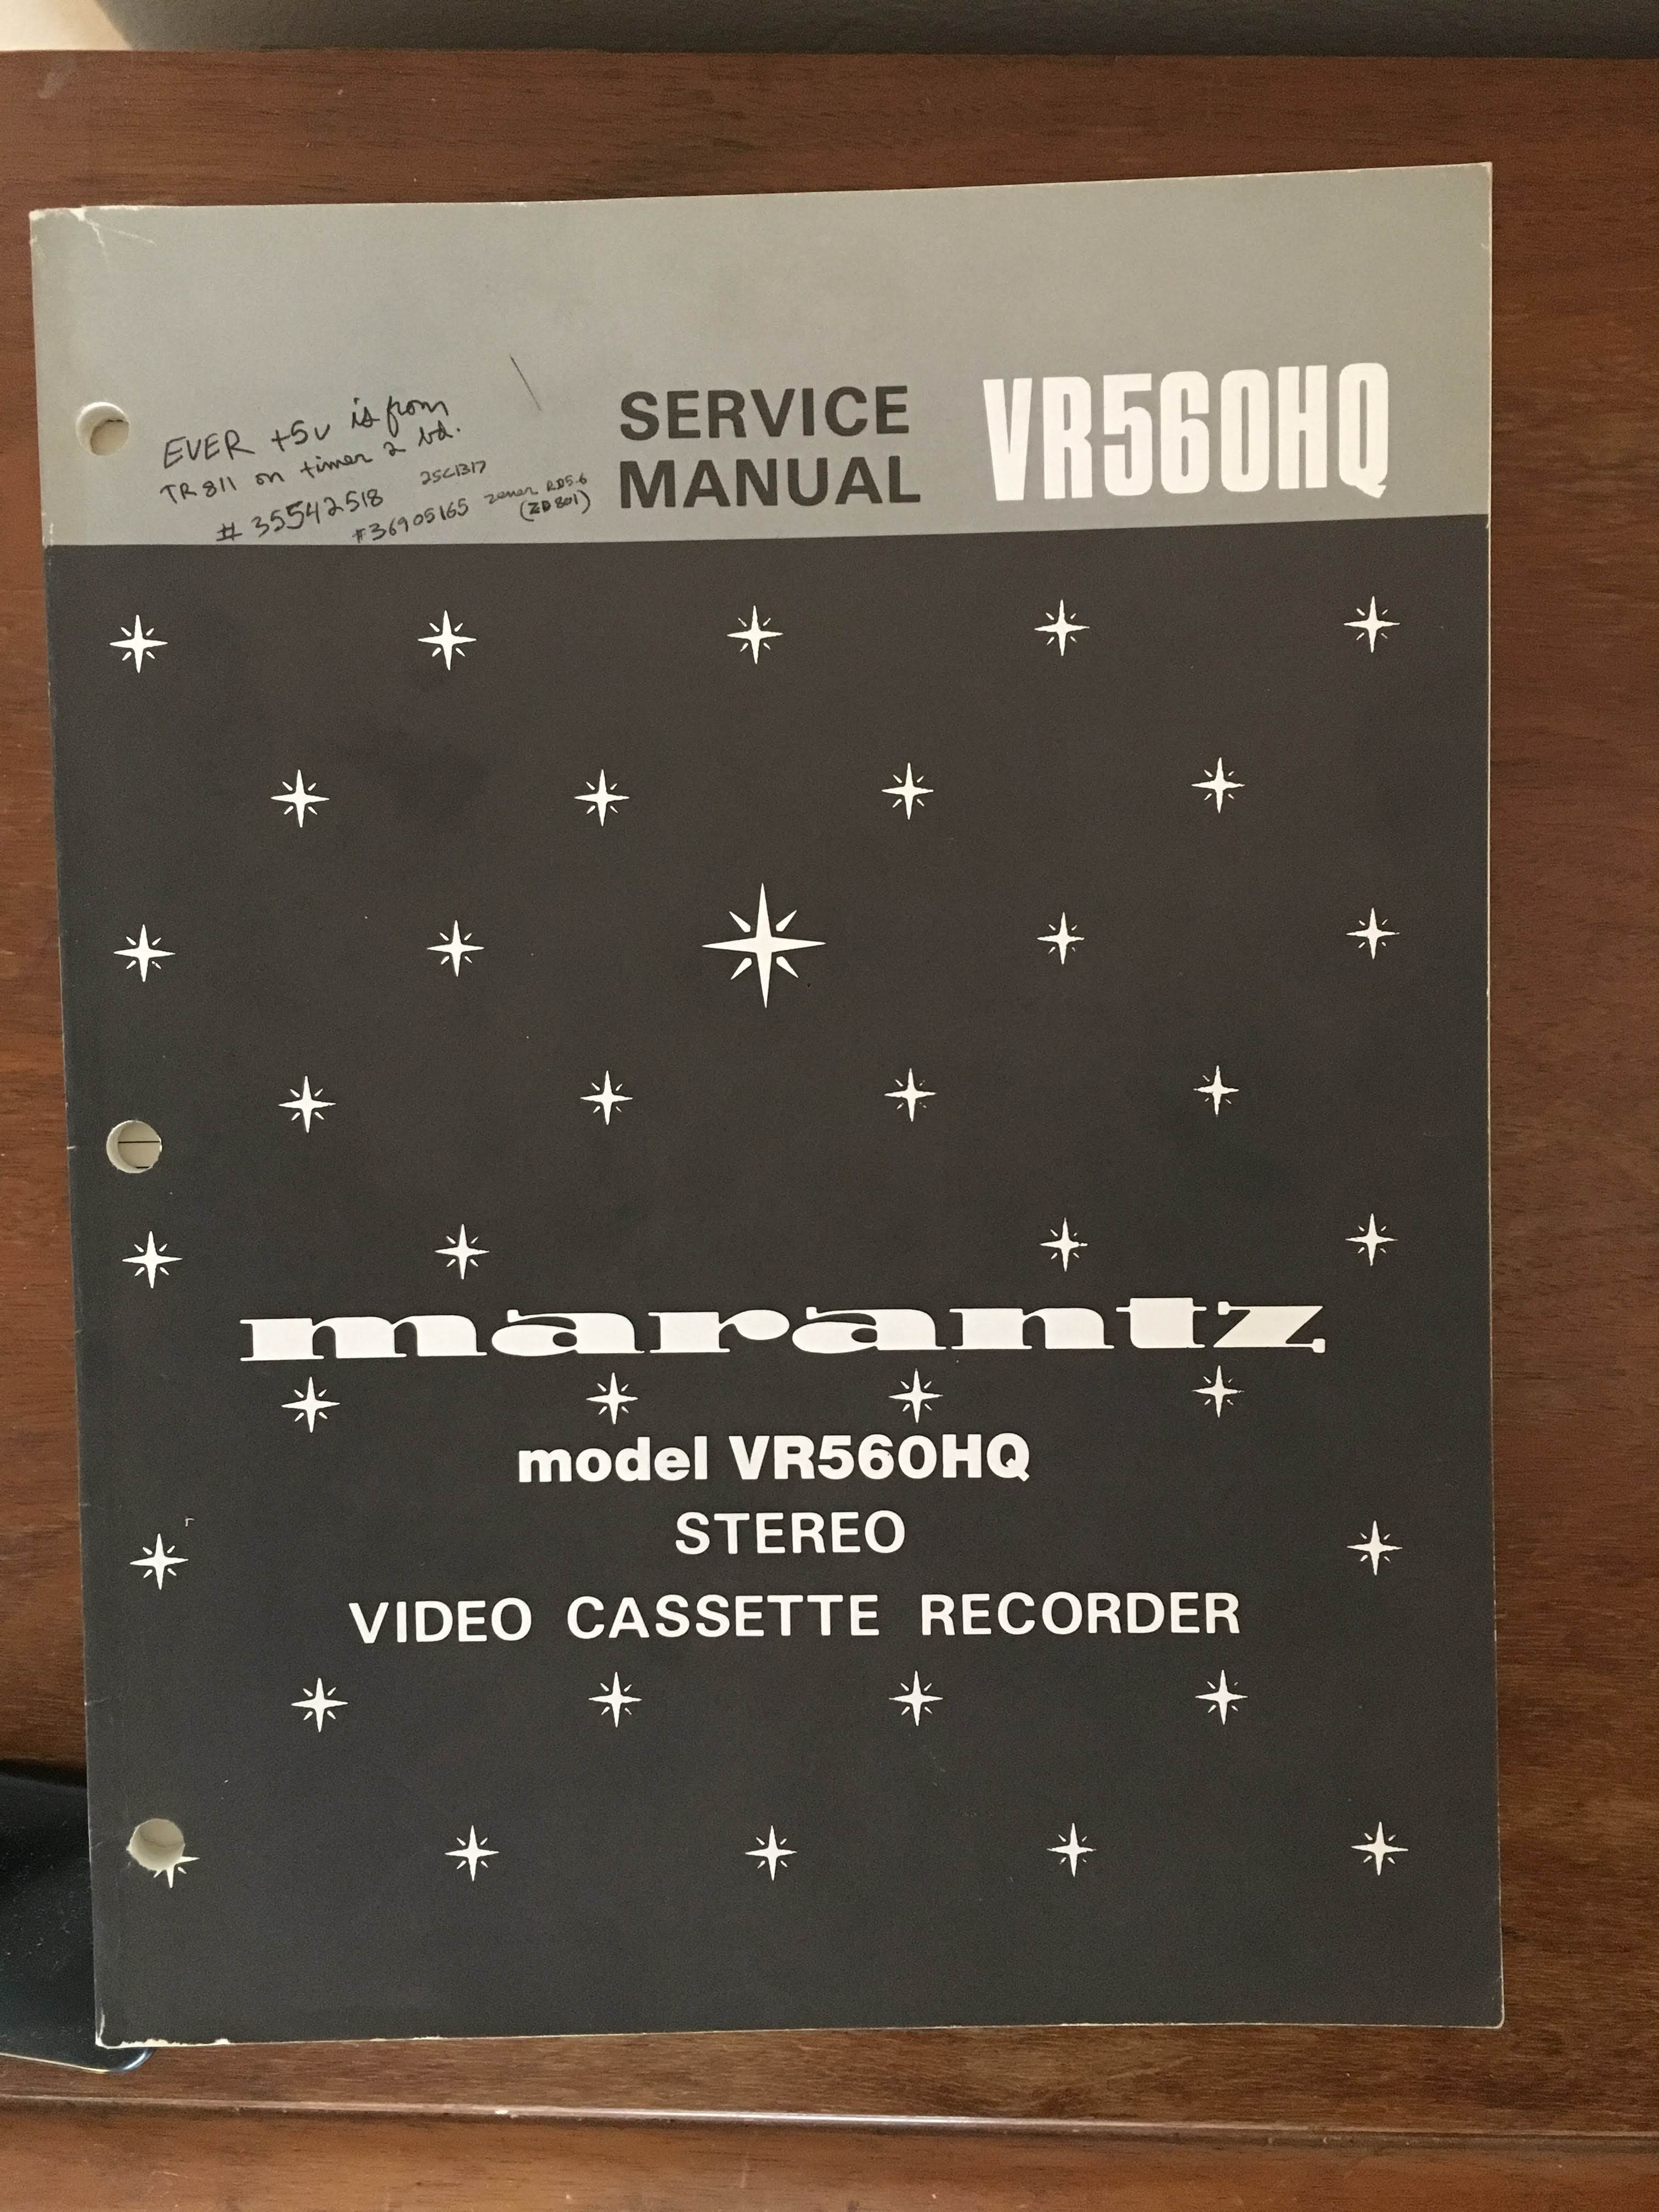 EVER +5v is from
TR811 on timer 2 bd.
# 35542518 2SC1317
#36905165 zener RD5.6
(ZD801)
SERVICE
MANUAL
VR560HQ
marantz
model VR560HQ
STEREO
VIDEO CASSETTE RECORDER